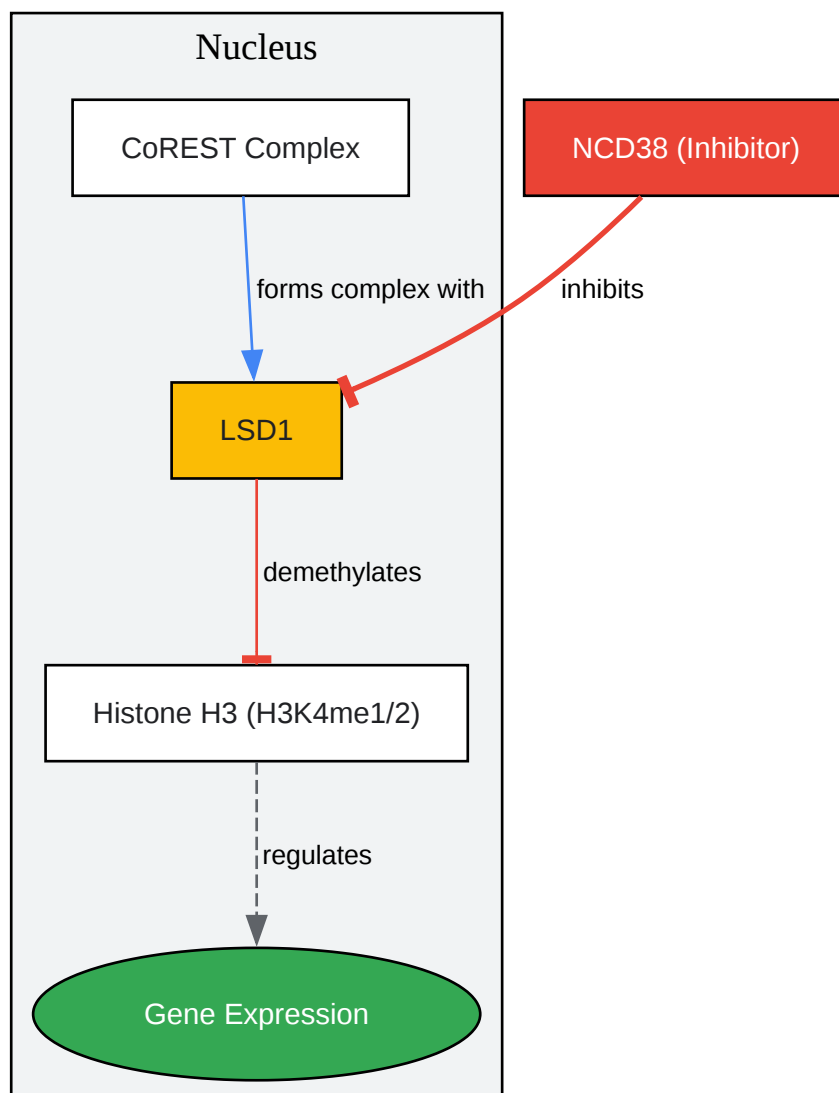 Nucleus
CoREST Complex
NCD38 (Inhibitor)
forms complex with
inhibits
LSD1
demethylates
Histone H3 (H3K4me1/2)
regulates
Gene Expression